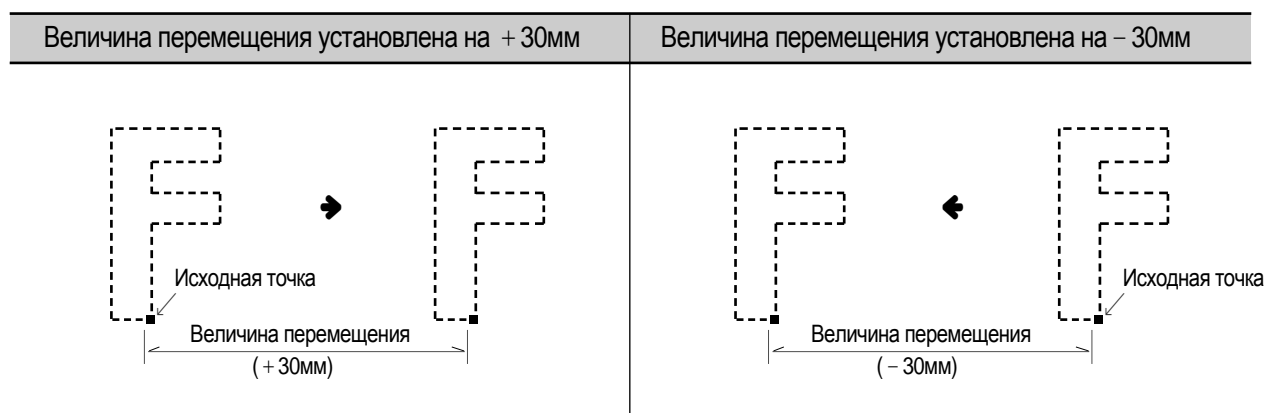 Величина перемещения установлена на +30мм
Величина перемещения установлена на −30мм
Исходная точка
Величина перемещения
(+30мм)
Исходная точка
Величина перемещения
(−30мм)